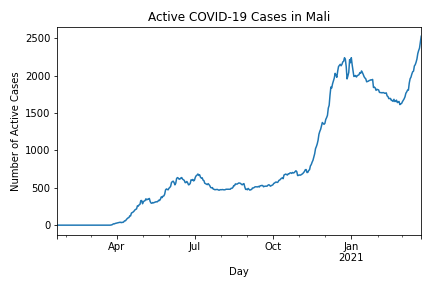 Active COVID-19 Cases in Mali
2500
2000
1500
1000
500
0
Number of Active Cases
Apr
Jul
Oct
Jan
2021
Day